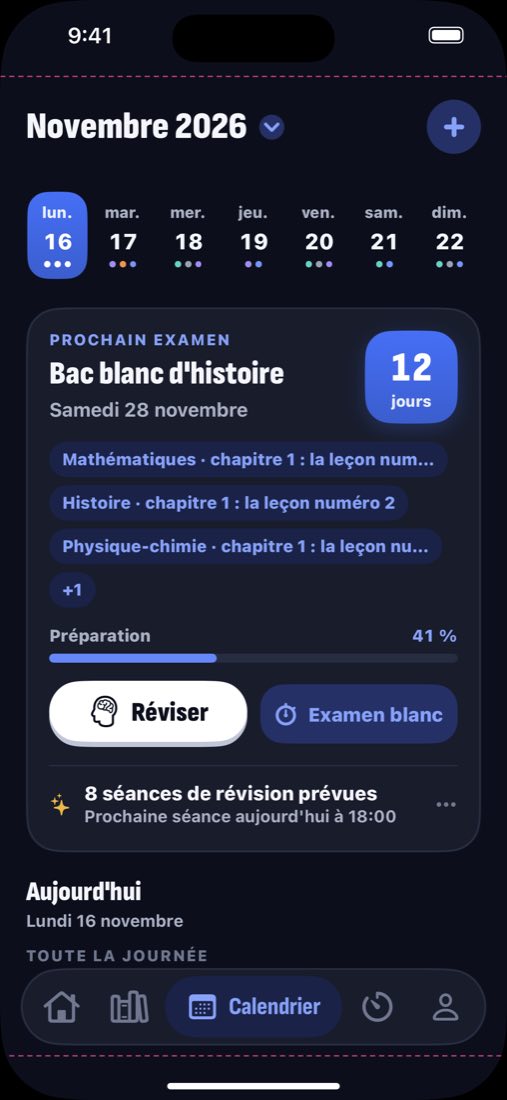 9:41
Novembre 2026
lun. mar. mer. jeu. ven. sam. dim.
16 17 18 19 20 21 22
PROCHAIN EXAMEN
Bac blanc d'histoire
Samedi 28 novembre
12
jours
Mathématiques · chapitre 1 : la leçon num...
Histoire · chapitre 1 : la leçon numéro 2
Physique-chimie · chapitre 1 : la leçon nu...
+1
Préparation 41 %
Réviser
Examen blanc
8 séances de révision prévues
Prochaine séance aujourd'hui à 18:00
Aujourd'hui
Lundi 16 novembre
TOUTE LA JOURNÉE
Calendrier